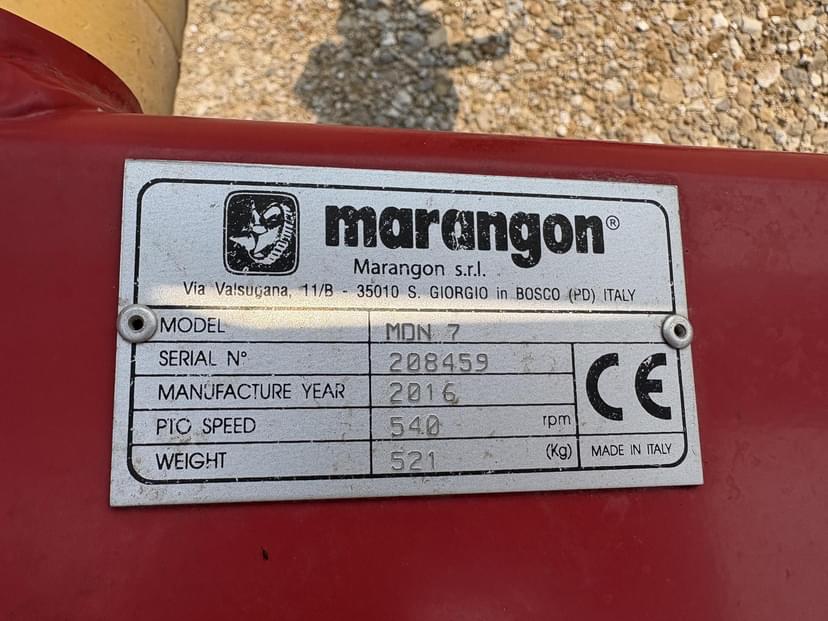 marangon®
Marangon s.r.l.
Via Valsugana, 11/B - 35010 S. GIORGIO in BOSCO (PD) ITALY
MODEL MDN 7
SERIAL N° 208459
MANUFACTURE YEAR 2016
PTO SPEED 540 rpm
WEIGHT 521 (Kg)
CE
MADE IN ITALY